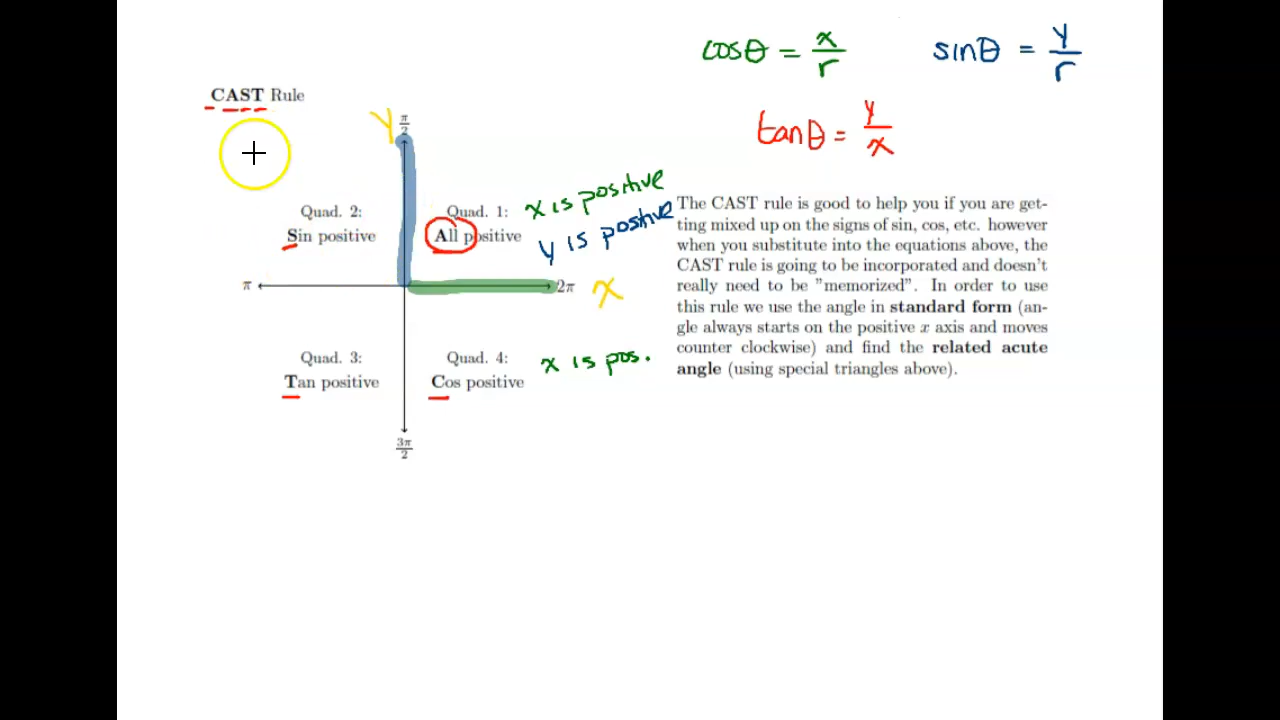 cosθ = x/r
sinθ = y/r
CAST Rule
tanθ = y/x
y
π/2
Quad. 2:
Sin positive
Quad. 1:
All positive
x is positive
y is postive
π
2π
x
Quad. 3:
Tan positive
Quad. 4:
Cos positive
x is pos.
3π/2
The CAST rule is good to help you if you are get-
ting mixed up on the signs of sin, cos, etc. however
when you substitute into the equations above, the
CAST rule is going to be incorporated and doesn't
really need to be ”memorized”. In order to use
this rule we use the angle in standard form (an-
gle always starts on the positive x axis and moves
counter clockwise) and find the related acute
angle (using special triangles above).